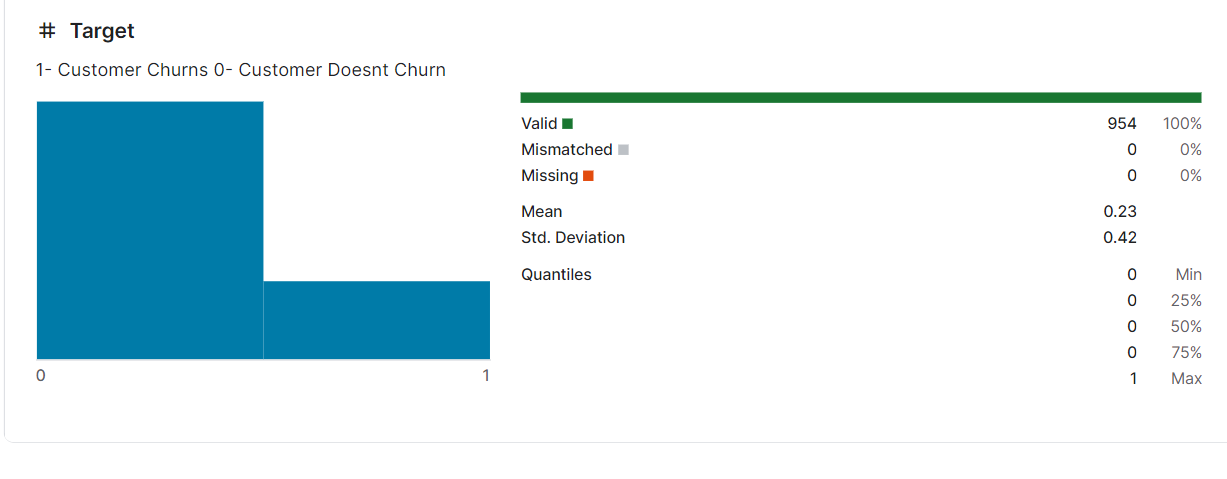 # Target
1- Customer Churns 0- Customer Doesnt Churn
0 1
Valid 954 100%
Mismatched 0 0%
Missing 0 0%
Mean 0.23
Std. Deviation 0.42
Quantiles 0 Min
0 25%
0 50%
0 75%
1 Max